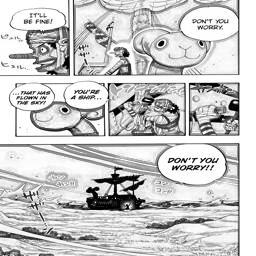 DON'T YOU
WORRY.
IT'LL
BE FINE!
YOU'RE
A SHIP...
...THAT HAS
FLOWN IN
THE SKY!
DON'T YOU
WORRY!!